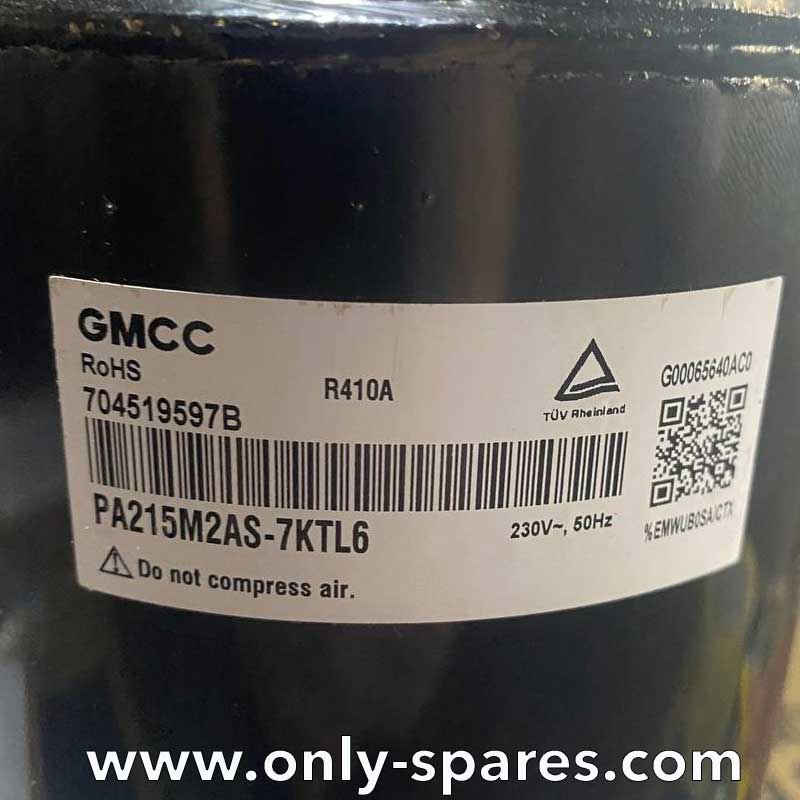 GMCC
RoHS
R410A
704519597B
TÜV Rheinland
G00065640AC0
PA215M2AS-7KTL6
230V~, 50Hz
%EMWUB0SA/CTX
Do not compress air.
www.only-spares.com